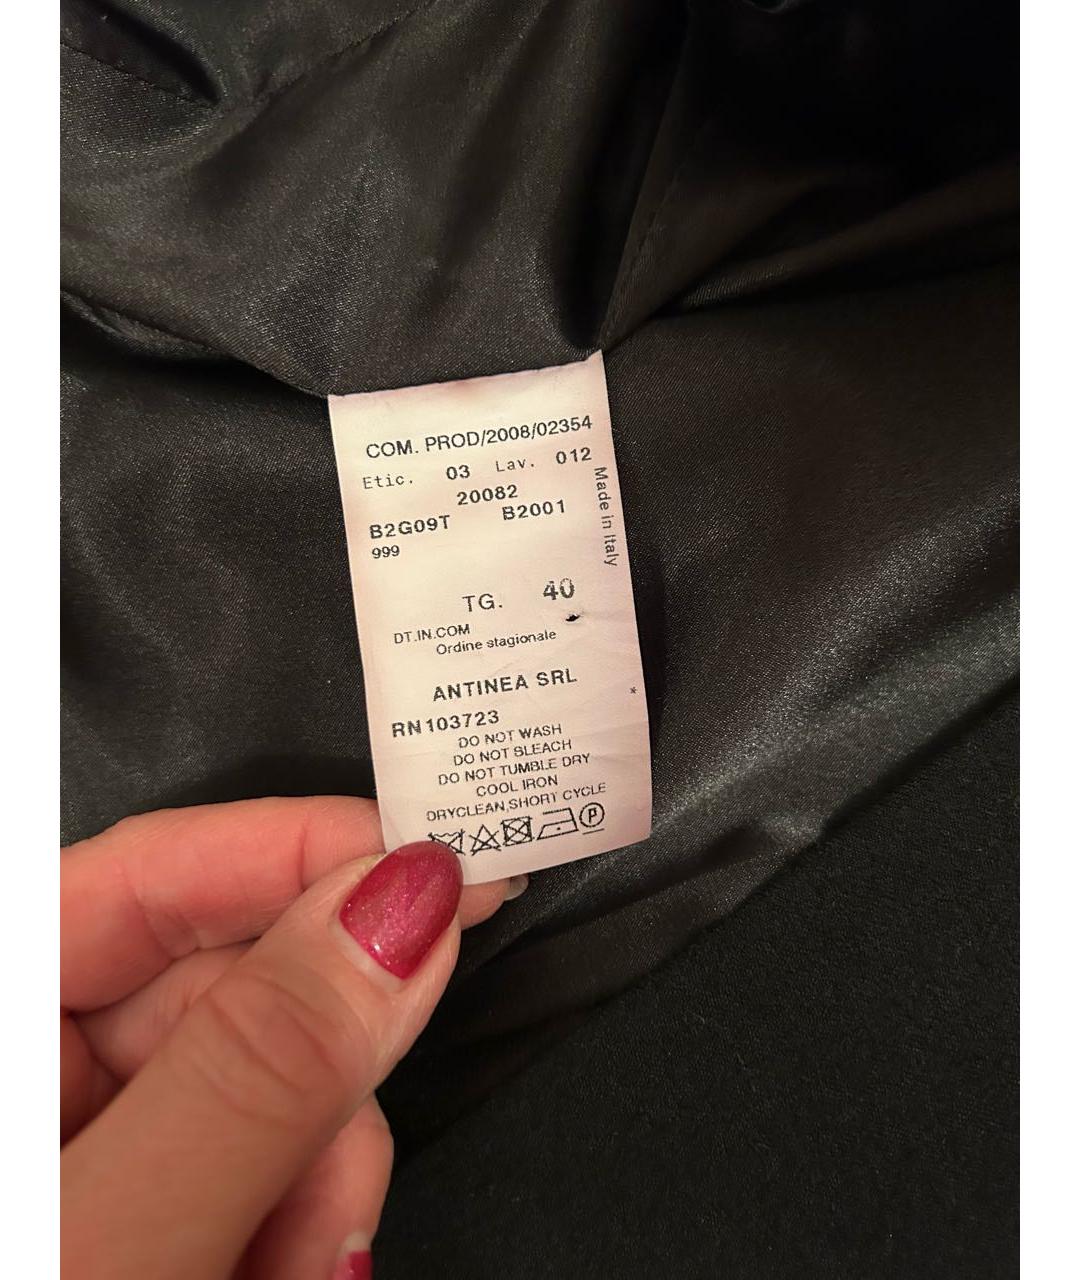 COM. PROD/2008/02354
Etic. 03 Lav. 012
20082
B2G09T B2001
999
Made in Italy
TG. 40
DT.IN.COM
Ordine stagionale
ANTINEA SRL
*
RN103723
DO NOT WASH
DO NOT BLEACH
DO NOT TUMBLE DRY
COOL IRON
DRYCLEAN,SHORT CYCLE
P